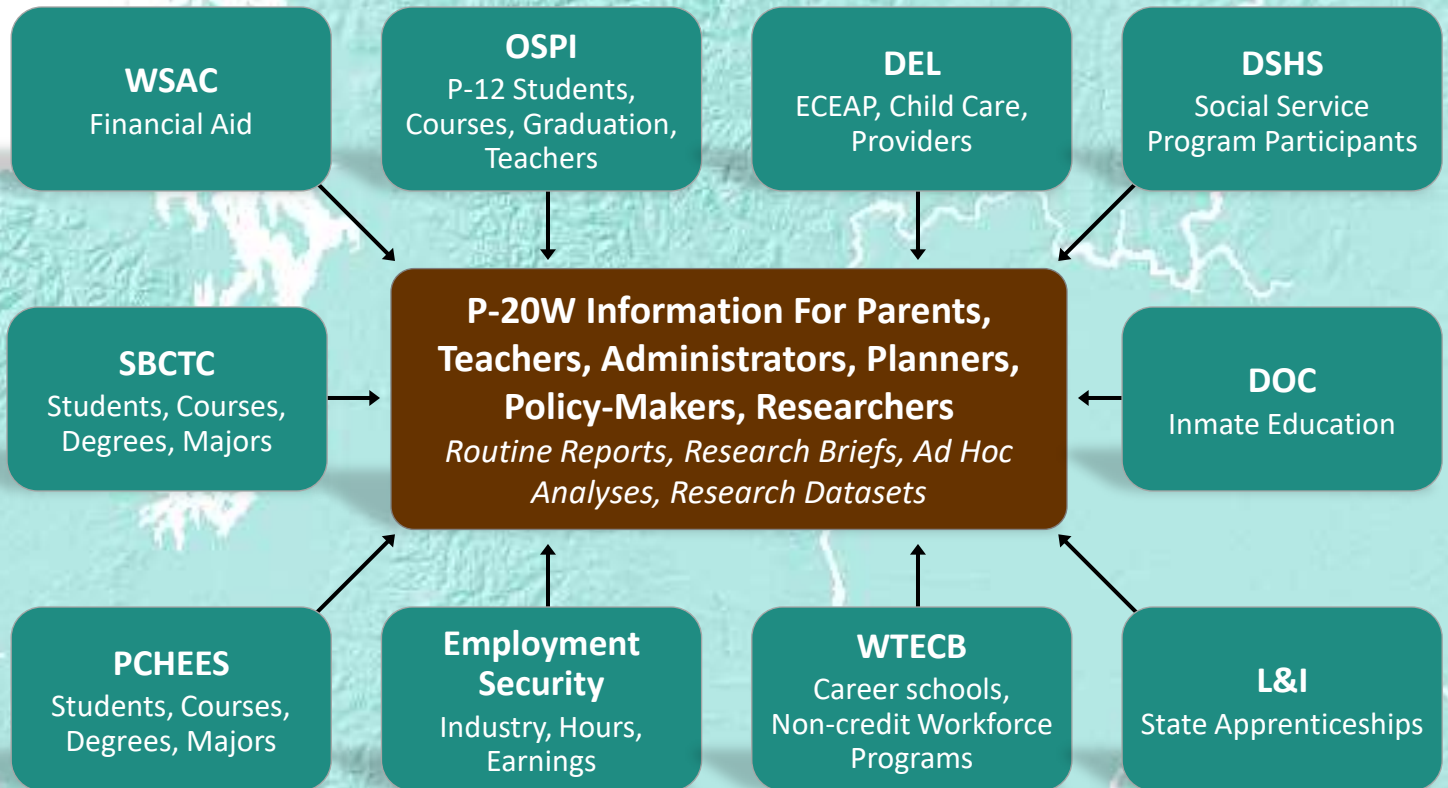 WSAC
Financial Aid
OSPI
P-12 Students,
Courses, Graduation,
Teachers
DEL
ECEAP, Child Care,
Providers
DSHS
Social Service
Program Participants
SBCTC
Students, Courses,
Degrees, Majors
P-20W Information For Parents,
Teachers, Administrators, Planners,
Policy-Makers, Researchers
Routine Reports, Research Briefs, Ad Hoc
Analyses, Research Datasets
DOC
Inmate Education
PCHEES
Students, Courses,
Degrees, Majors
Employment
Security
Industry, Hours,
Earnings
WTECB
Career schools,
Non-credit Workforce
Programs
L&I
State Apprenticeships